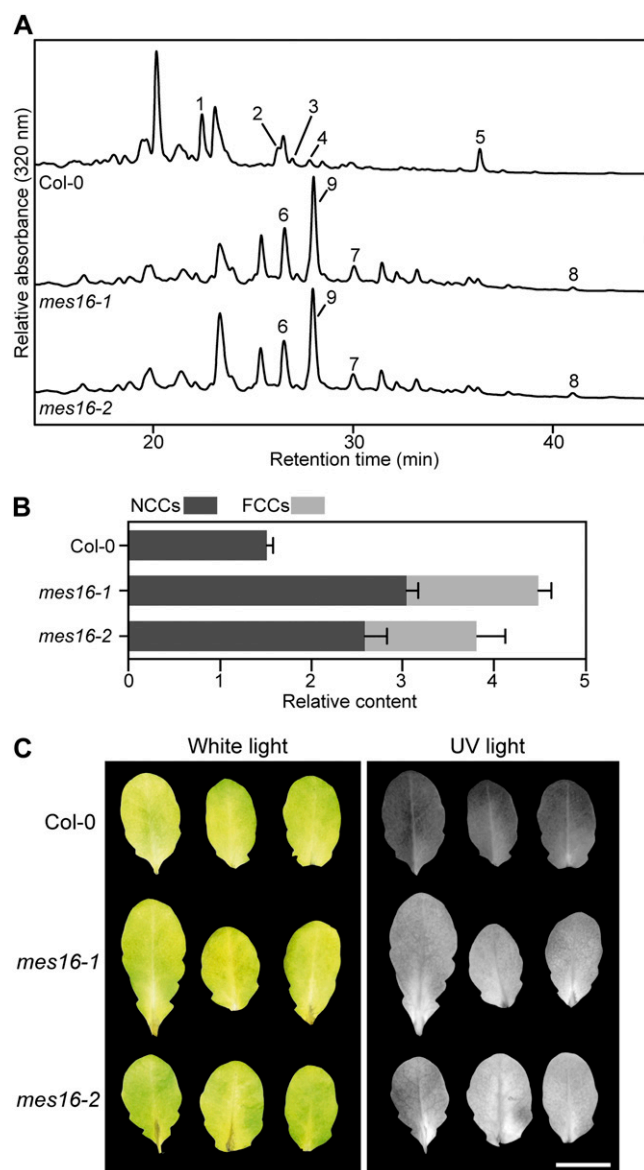 A
Relative absorbance (320 nm)
1
2
3
4
5
Col-0
6
9
7
8
mes16-1
6
9
7
8
mes16-2
20 30 40
Retention time (min)
B
NCCs FCCs
Col-0
mes16-1
mes16-2
0 1 2 3 4 5
Relative content
C
White light UV light
Col-0
mes16-1
mes16-2